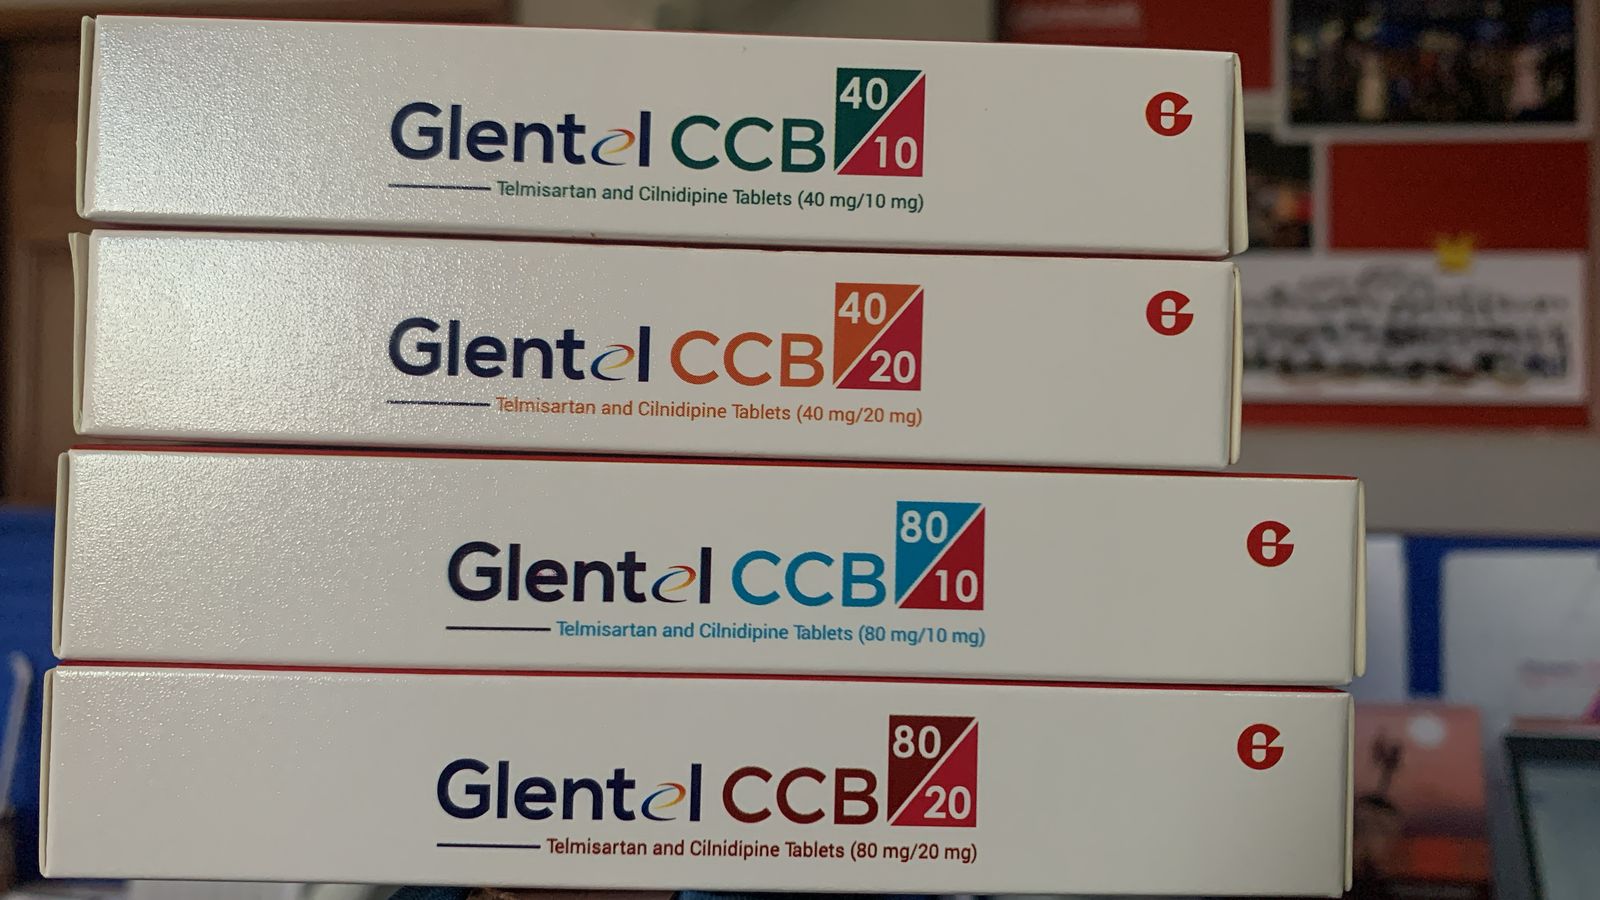 Glentel CCB 40/10
Telmisartan and Cilnidipine Tablets (40 mg/10 mg)
Glentel CCB 40/20
Telmisartan and Cilnidipine Tablets (40 mg/20 mg)
Glentel CCB 80/10
Telmisartan and Cilnidipine Tablets (80 mg/10 mg)
Glentel CCB 80/20
Telmisartan and Cilnidipine Tablets (80 mg/20 mg)